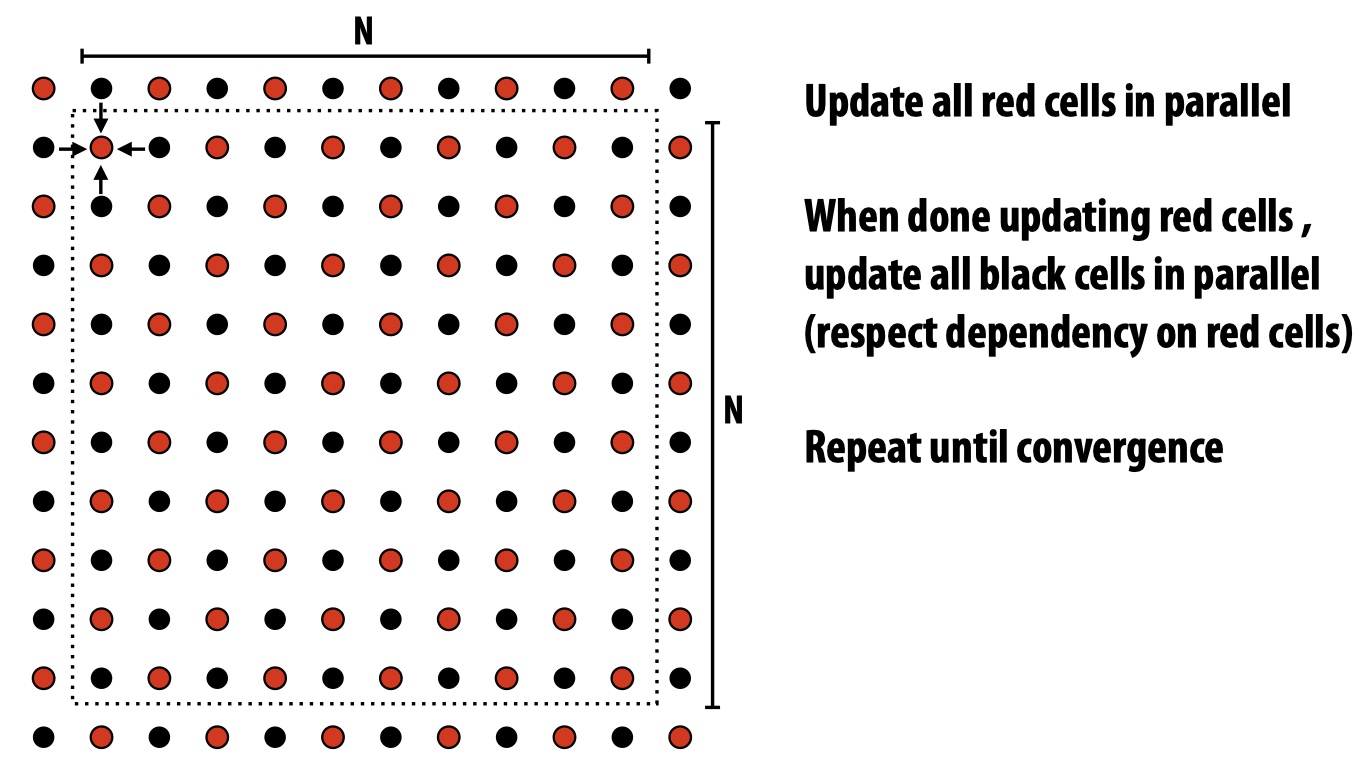 N
Update all red cells in parallel
When done updating red cells ,
update all black cells in parallel
(respect dependency on red cells)
N
Repeat until convergence